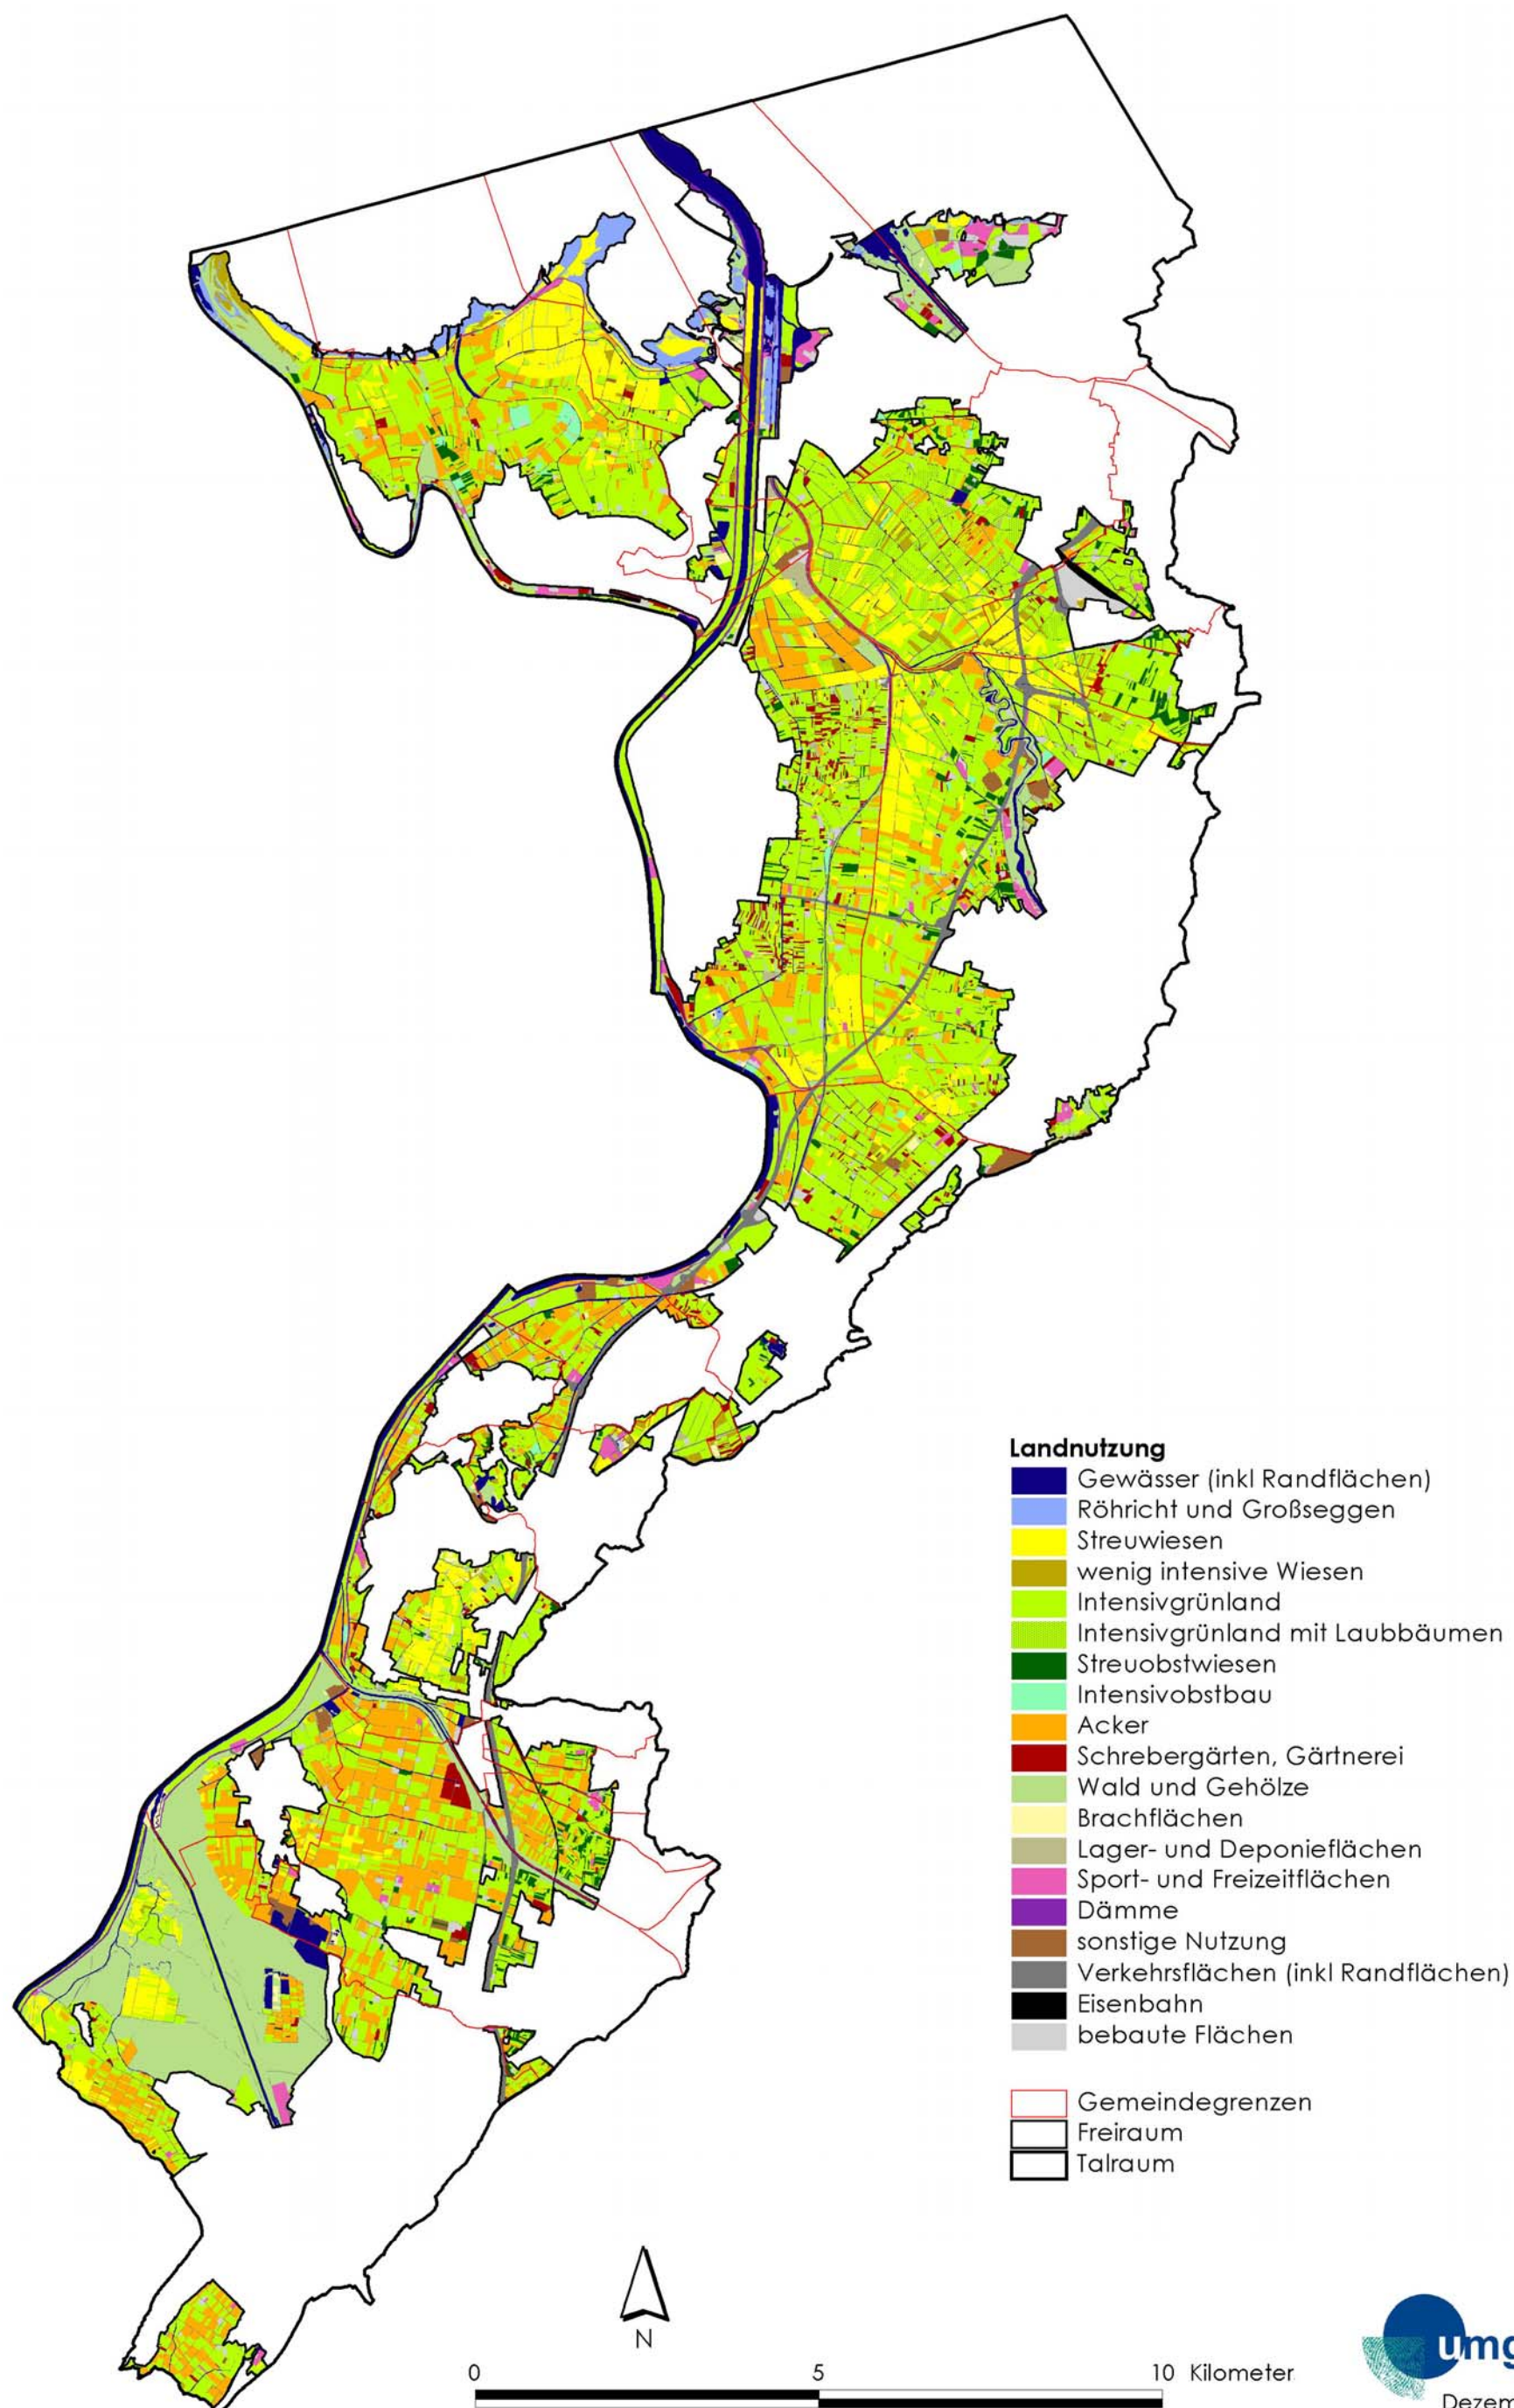 Landnutzung
Gewässer (inkl Randflächen)
Röhricht und Großseggen
Streuwiesen
wenig intensive Wiesen
Intensivgrünland
Intensivgrünland mit Laubbäumen
Streuobstwiesen
Intensivobstbau
Acker
Schrebergärten, Gärtnerei
Wald und Gehölze
Brachflächen
Lager- und Deponieflächen
Sport- und Freizeitflächen
Dämme
sonstige Nutzung
Verkehrsflächen (inkl Randflächen)
Eisenbahn
bebaute Flächen
Gemeindegrenzen
Freiraum
Talraum
N
0 5 10 Kilometer
umg
Dezem